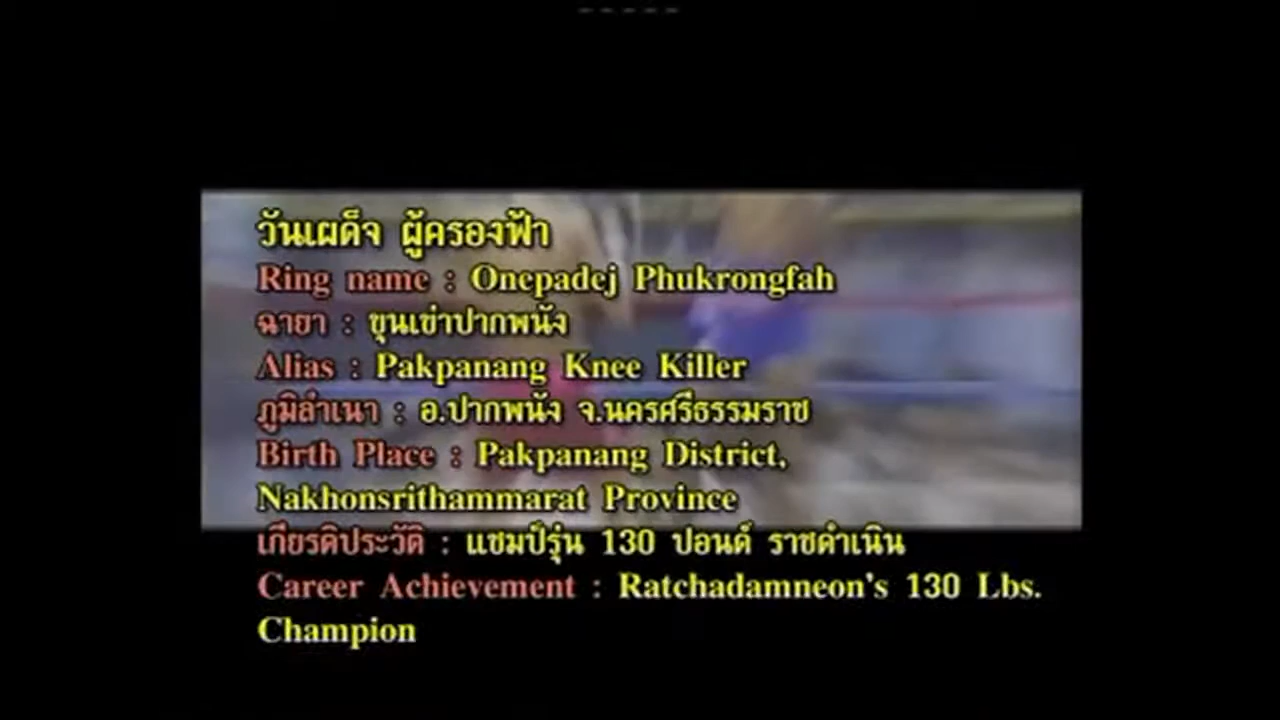 วันเผด็จ ผู้ครองฟ้า
Ring name : Onepadej Phukrongfah
ฉายา : ขุนเข่าปากพนัง
Alias : Pakpanang Knee Killer
ภูมิลำเนา : อ.ปากพนัง จ.นครศรีธรรมราช
Birth Place : Pakpanang District,
Nakhonsrithammarat Province
เกียรติประวัติ : แชมป์รุ่น 130 ปอนด์ ราชดำเนิน
Career Achievement : Ratchadamneon's 130 Lbs.
Champion